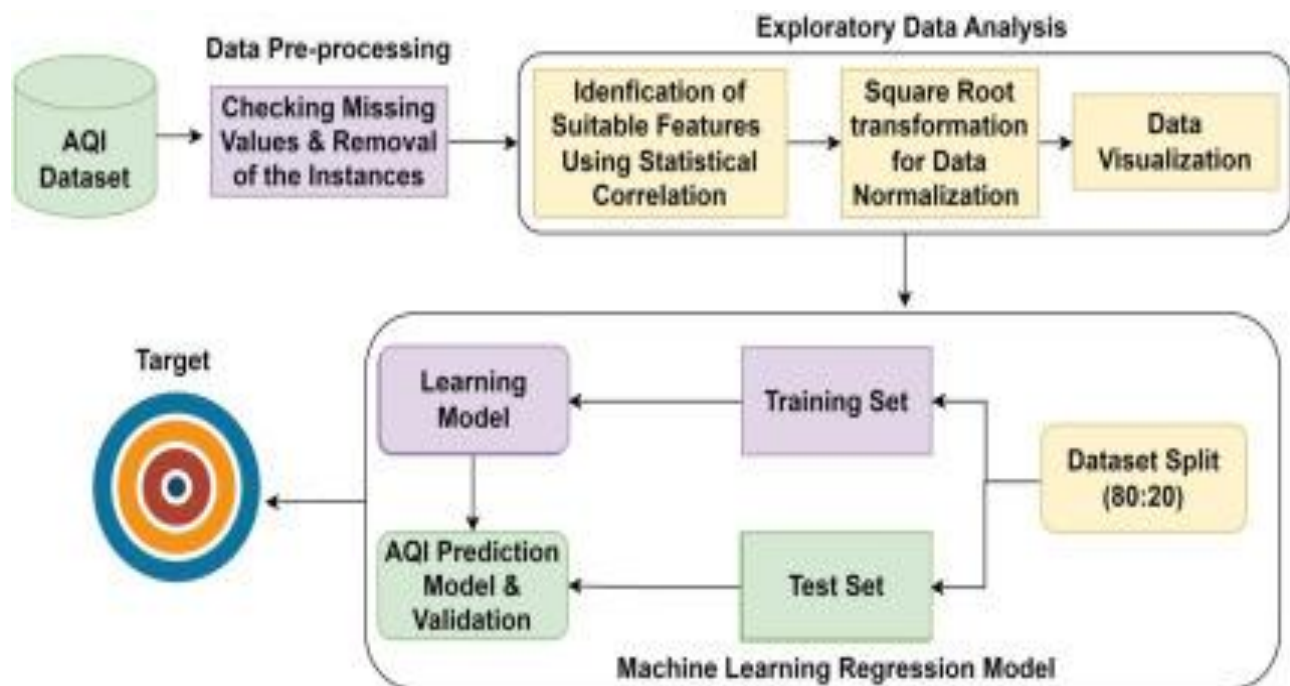 Exploratory Data Analysis
Data Pre-processing
AQI
Dataset
Checking Missing
Values & Removal
of the Instances
Idenfication of
Suitable Features
Using Statistical
Correlation
Square Root
transformation
for Data
Normalization
Data
Visualization
Target
Learning
Model
Training Set
Dataset Split
(80:20)
AQI Prediction
Model &
Validation
Test Set
Machine Learning Regression Model